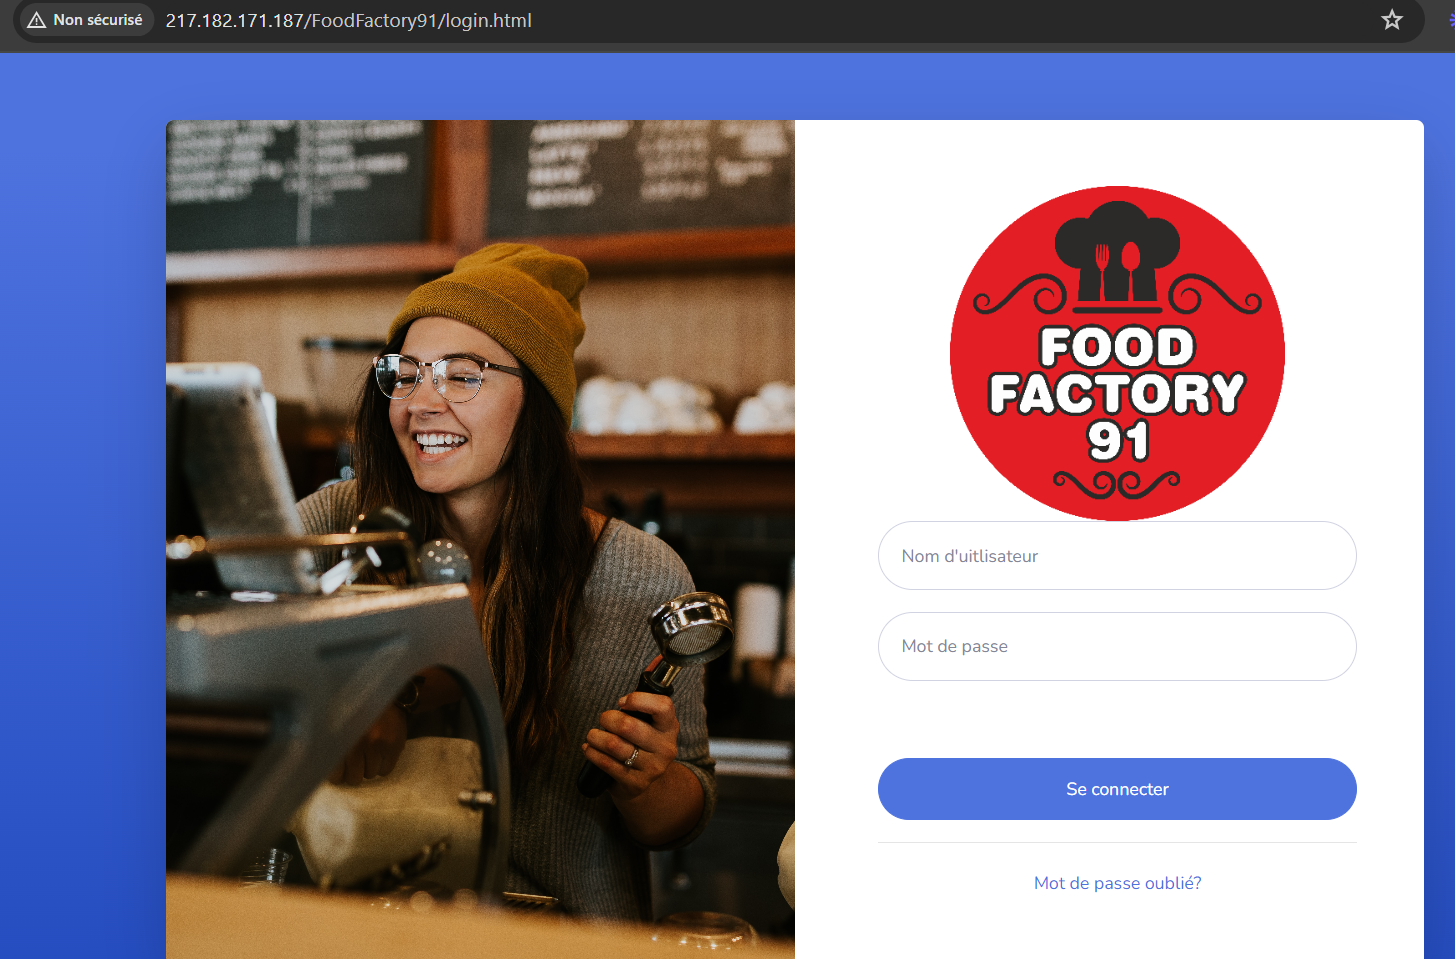 Non sécurisé 217.182.171.187/FoodFactory91/login.html
FOOD
FACTORY
91
Nom d'uitlisateur
Mot de passe
Se connecter
Mot de passe oublié?